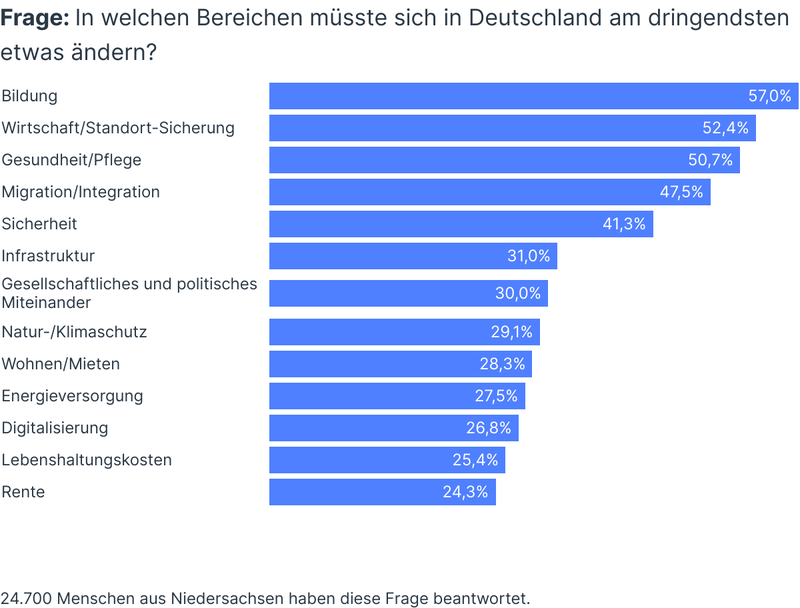 Frage: In welchen Bereichen müsste sich in Deutschland am dringendsten
etwas ändern?
Bildung 57,0%
Wirtschaft/Standort-Sicherung 52,4%
Gesundheit/Pflege 50,7%
Migration/Integration 47,5%
Sicherheit 41,3%
Infrastruktur 31,0%
Gesellschaftliches und politisches
Miteinander 30,0%
Natur-/Klimaschutz 29,1%
Wohnen/Mieten 28,3%
Energieversorgung 27,5%
Digitalisierung 26,8%
Lebenshaltungskosten 25,4%
Rente 24,3%
24.700 Menschen aus Niedersachsen haben diese Frage beantwortet.